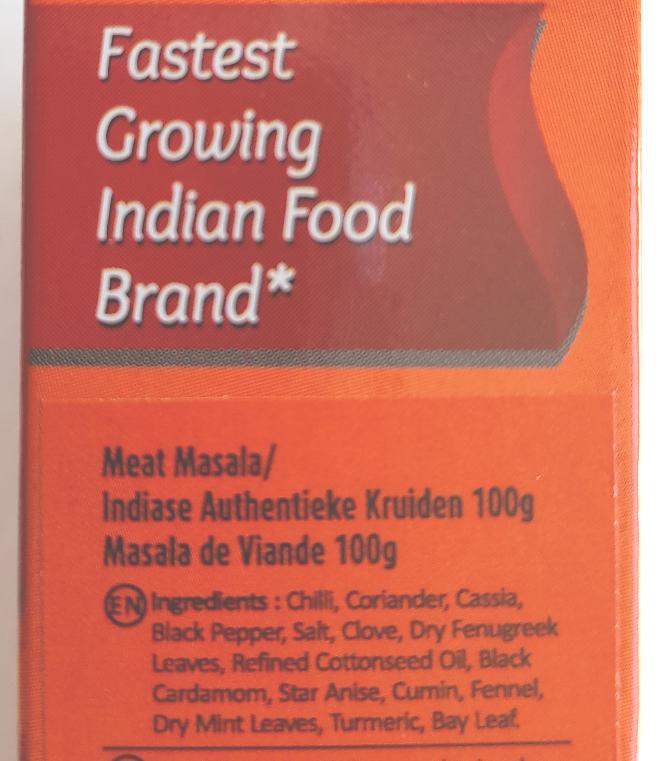 Fastest
Growing
Indian Food
Brand*
Meat Masala/
Indiase Authentieke Kruiden 100g
Masala de Viande 100g
EN Ingredients : Chilli, Coriander, Cassia,
Black Pepper, Salt, Clove, Dry Fenugreek
Leaves, Refined Cottonseed Oil, Black
Cardamom, Star Anise, Cumin, Fennel,
Dry Mint Leaves, Turmeric, Bay Leaf.